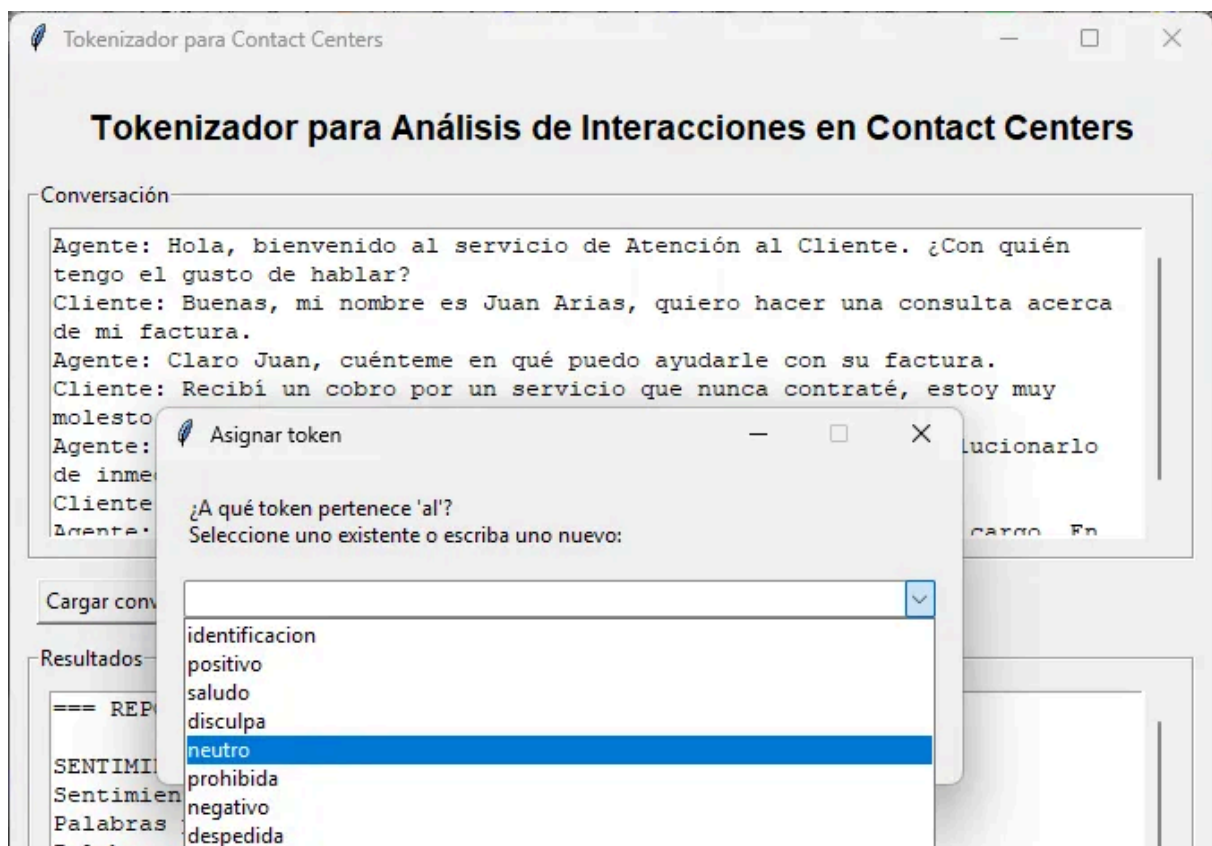 Tokenizador para Contact Centers
Tokenizador para Análisis de Interacciones en Contact Centers
Conversación
Agente: Hola, bienvenido al servicio de Atención al Cliente. ¿Con quién
tengo el gusto de hablar?
Cliente: Buenas, mi nombre es Juan Arias, quiero hacer una consulta acerca
de mi factura.
Agente: Claro Juan, cuénteme en qué puedo ayudarle con su factura.
Cliente: Recibí un cobro por un servicio que nunca contraté, estoy muy
molesto
Agente: lucionarlo
de inme
Cliente
Agente: cargo. En
Asignar token
¿A qué token pertenece 'al'?
Seleccione uno existente o escriba uno nuevo:
identificacion
positivo
saludo
disculpa
neutro
prohibida
negativo
despedida
Cargar conv
Resultados
=== REP
SENTIMI
Sentimien
Palabras